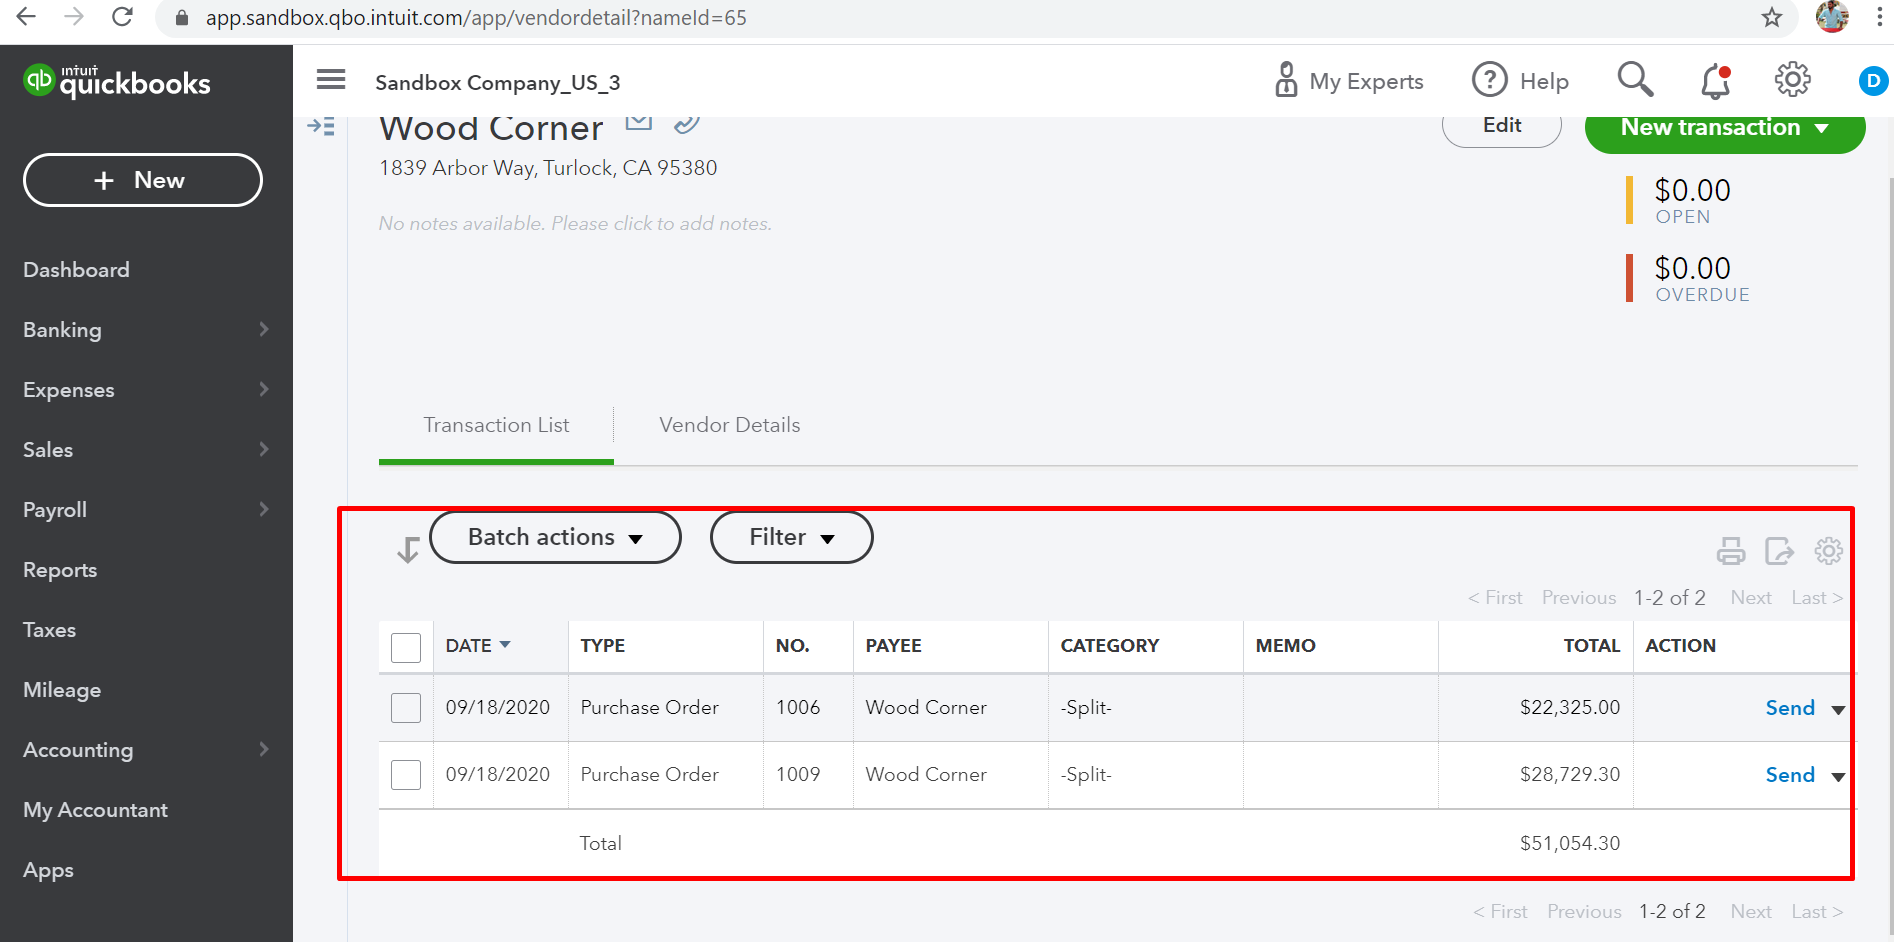 app.sandbox.qbo.intuit.com/app/vendordetail?nameId=65
qb intuit quickbooks
Sandbox Company_US_3
My Experts
? Help
D
+ New
Dashboard
Banking
Expenses
Sales
Payroll
Reports
Taxes
Mileage
Accounting
My Accountant
Apps
Wood Corner
Edit
New transaction
1839 Arbor Way, Turlock, CA 95380
No notes available. Please click to add notes.
$0.00
OPEN
$0.00
OVERDUE
Transaction List Vendor Details
Batch actions Filter
< First Previous 1-2 of 2 Next Last >
DATE TYPE NO. PAYEE CATEGORY MEMO TOTAL ACTION
09/18/2020 Purchase Order 1006 Wood Corner -Split- $22,325.00 Send
09/18/2020 Purchase Order 1009 Wood Corner -Split- $28,729.30 Send
Total $51,054.30
< First Previous 1-2 of 2 Next Last >